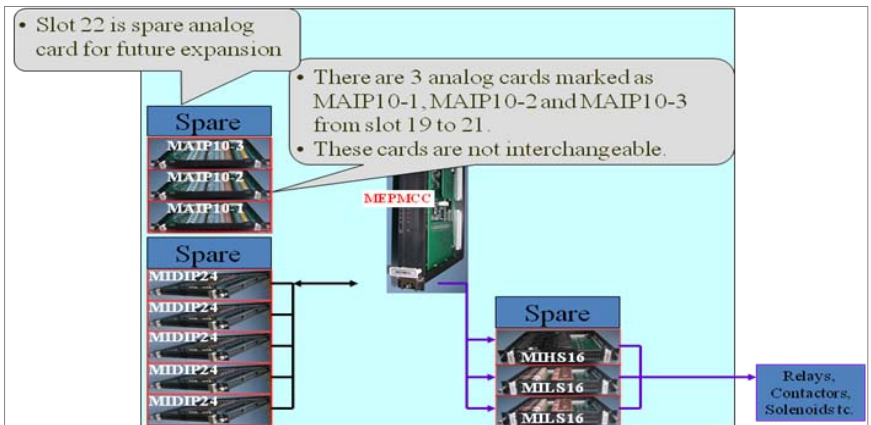 • Slot 22 is spare analog
card for future expansion
• There are 3 analog cards marked as
MAIP10-1, MAIP10-2 and MAIP10-3
from slot 19 to 21.
• These cards are not interchangeable.
Spare
MAIP10-3
MAIP10-2
MAIP10-1
MEPMCC
Spare
MIDIP24
MIDIP24
MIDIP24
MIDIP24
MIDIP24
Spare
MIHS16
MILS16
MILS16
Relays,
Contactors,
Solenoids tc.